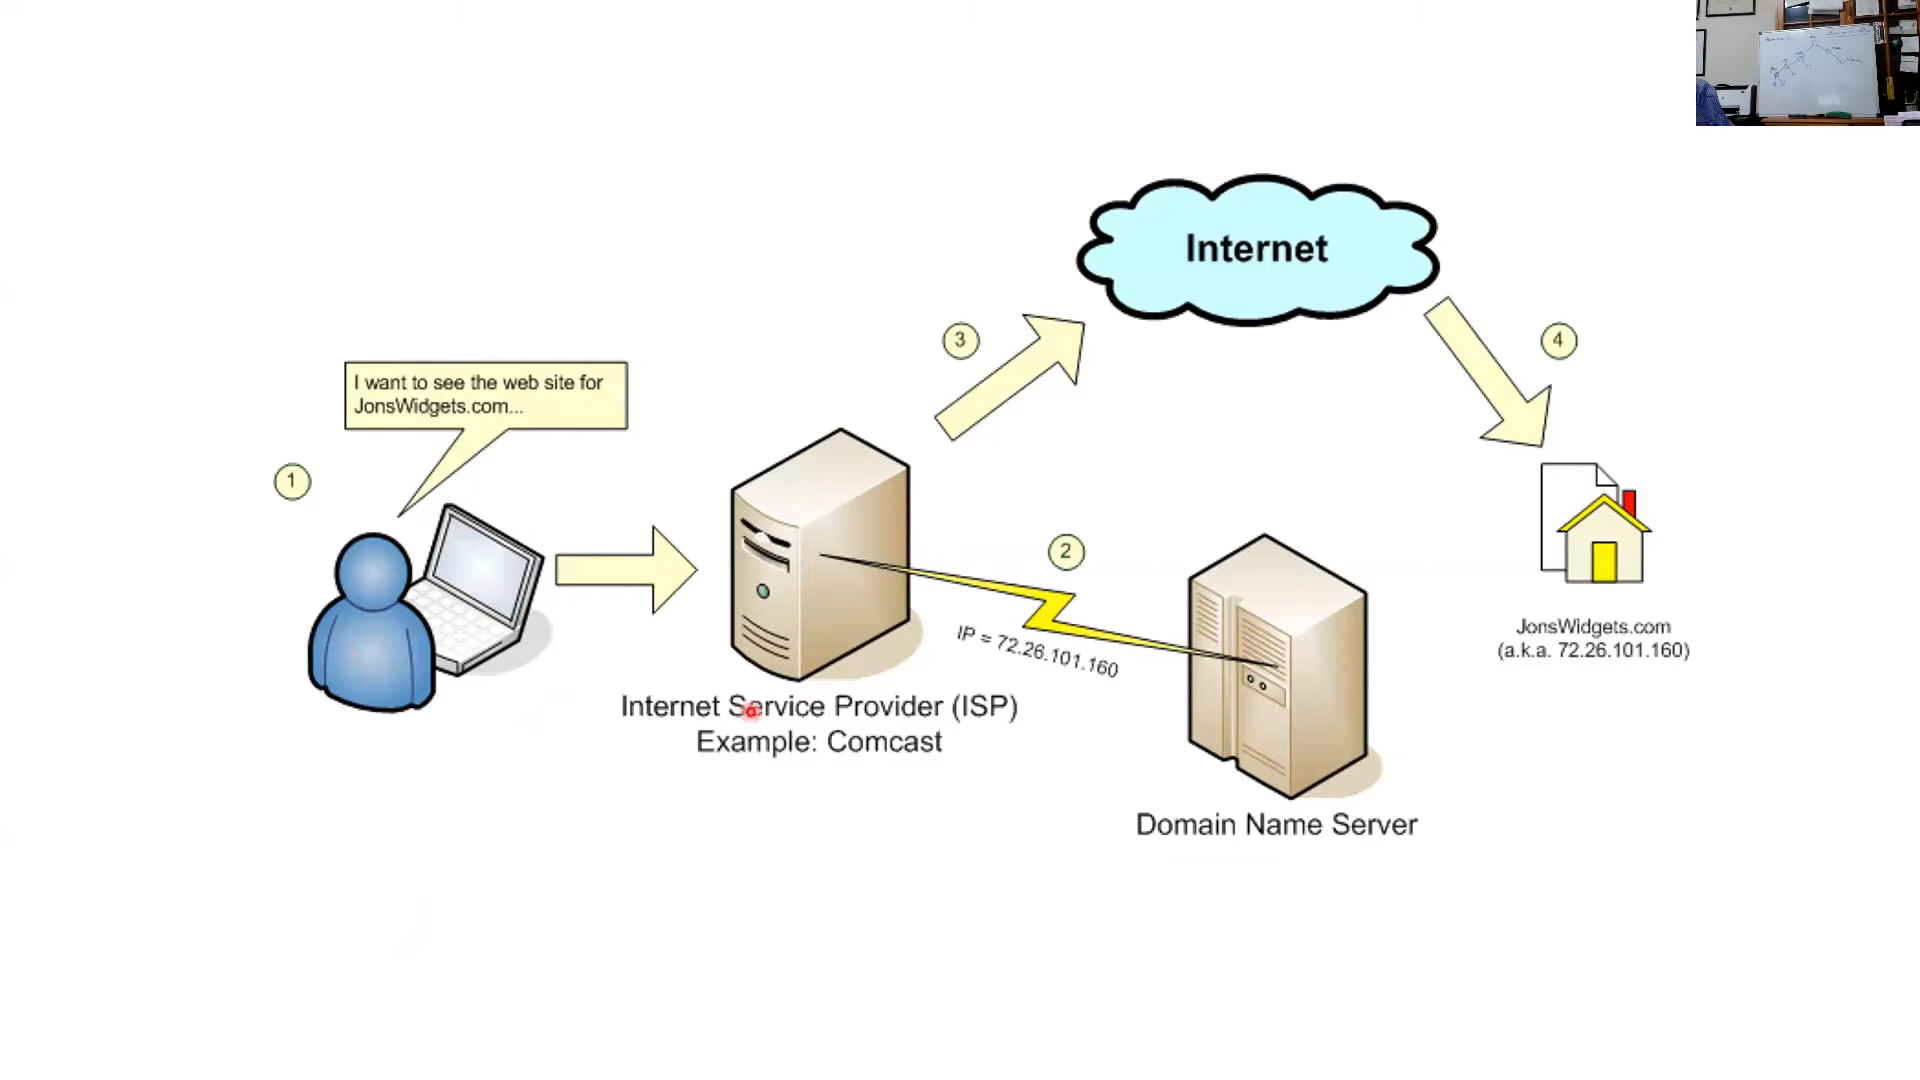 Internet
3
4
I want to see the web site for
JonsWidgets.com...
1
2
IP = 72.26.101.160
JonsWidgets.com
(a.k.a. 72.26.101.160)
Internet Service Provider (ISP)
Example: Comcast
Domain Name Server